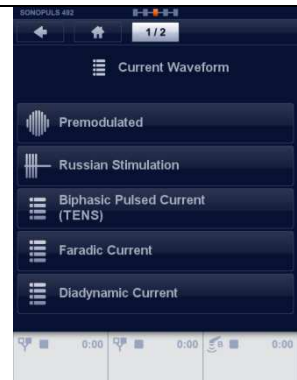 SONOPULS 492
1/2
Current Waveform
Premodulated
Russian Stimulation
Biphasic Pulsed Current
(TENS)
Faradic Current
Diadynamic Current
0:00 0:00 B 0:00